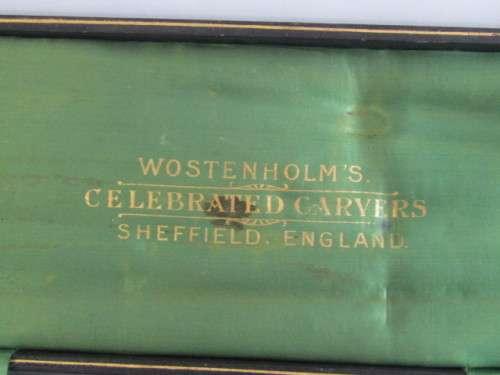 WOSTENHOLM'S.
CELEBRATED CARVERS
SHEFFIELD, ENGLAND.